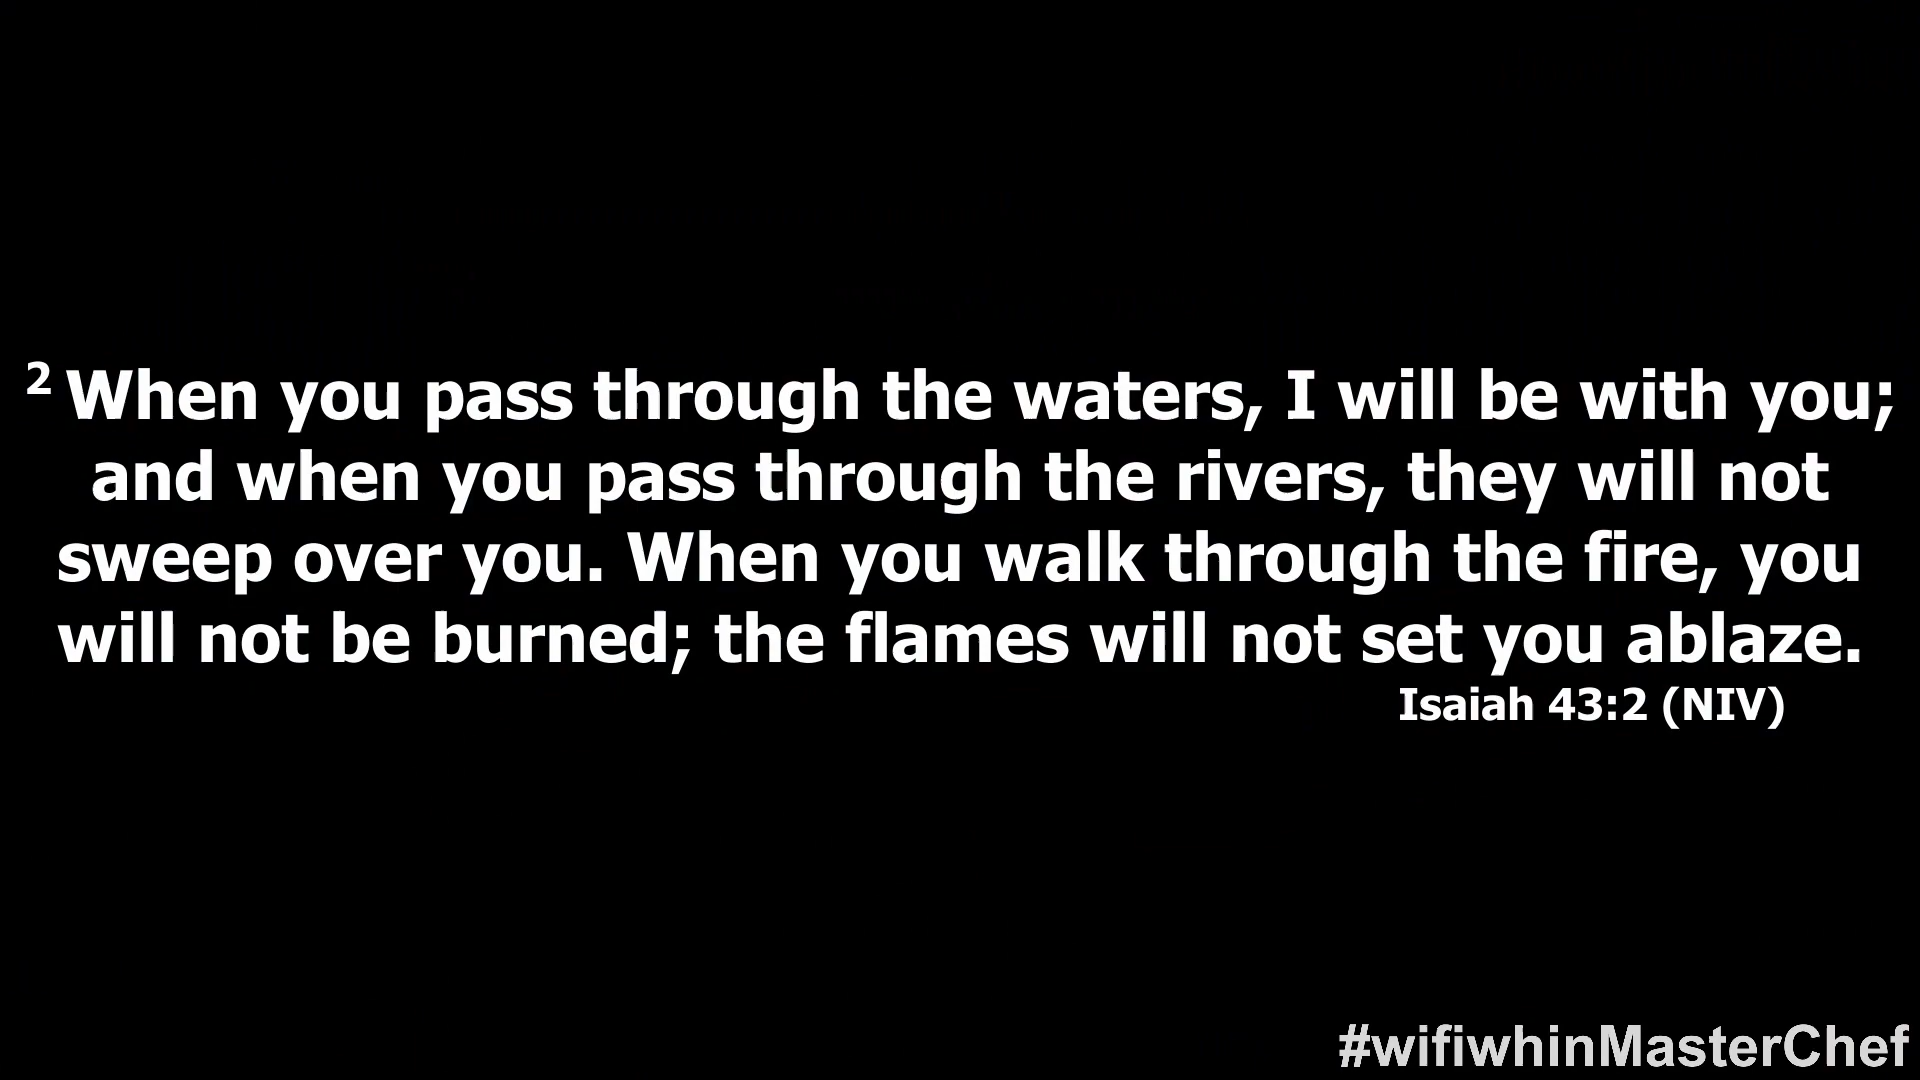 2 When you pass through the waters, I will be with you;
and when you pass through the rivers, they will not
sweep over you. When you walk through the fire, you
will not be burned; the flames will not set you ablaze.
Isaiah 43:2 (NIV)
#wifiwhinMasterChef